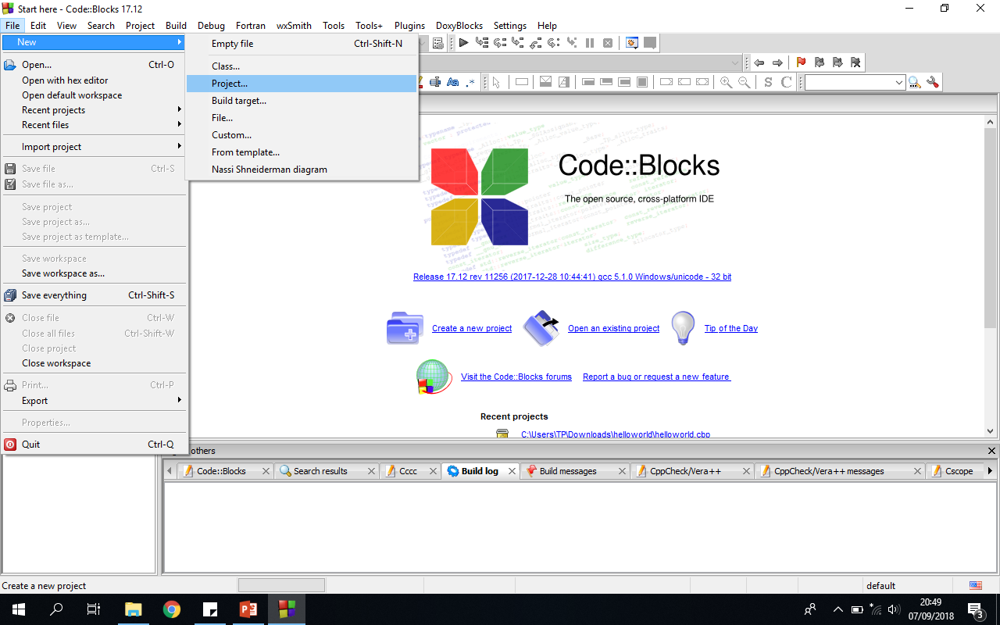 Start here - Code::Blocks 17.12
File Edit View Search Project Build Debug Fortran wxSmith Tools Tools+ Plugins DoxyBlocks Settings Help
New
Open... Ctrl-O
Open with hex editor
Open default workspace
Recent projects
Recent files
Import project
Save file Ctrl-S
Save file as...
Save project
Save project as...
Save project as template...
Save workspace
Save workspace as...
Save everything Ctrl-Shift-S
Close file Ctrl-W
Close all files Ctrl-Shift-W
Close project
Close workspace
Print... Ctrl-P
Export
Properties...
Quit Ctrl-Q
Empty file Ctrl-Shift-N
Class...
Project...
Build target...
File...
Custom...
From template...
Nassi Shneiderman diagram
S C
Code::Blocks
The open source, cross-platform IDE
Release 17.12 rev 11256 (2017-12-28 10:44:41) gcc 5.1.0 Windows/unicode - 32 bit
Create a new project Open an existing project Tip of the Day
Visit the Code::Blocks forums Report a bug or request a new feature
Recent projects
C:\Users\TP\Downloads\helloworld\helloworld.cbp
others
Code::Blocks Search results Cccc Build log Build messages CppCheck/Vera++ CppCheck/Vera++ messages Cscope
Create a new project default
20:49
07/09/2018
3